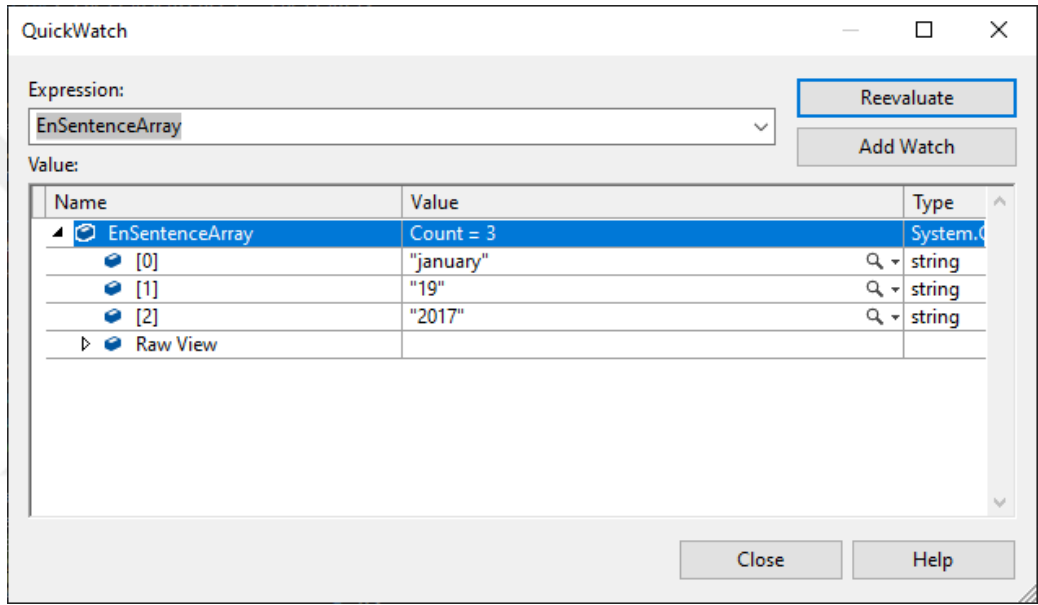 QuickWatch
Expression:
Reevaluate
EnSentenceArray
Add Watch
Value:
Name Value Type
EnSentenceArray Count = 3 System.
[0] "january" string
[1] "19" string
[2] "2017" string
Raw View
Close Help